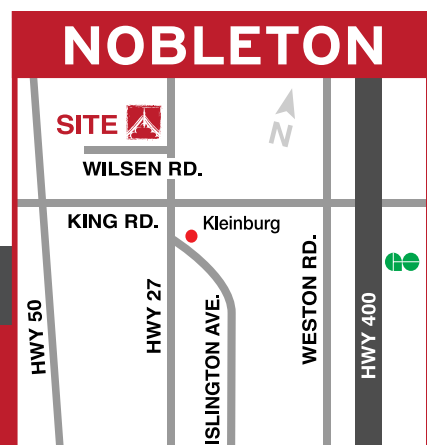 NOBLETON
SITE
N
WILSEN RD.
KING RD.
Kleinburg
HWY 50
HWY 27
ISLINGTON AVE.
WESTON RD.
HWY 400
GO